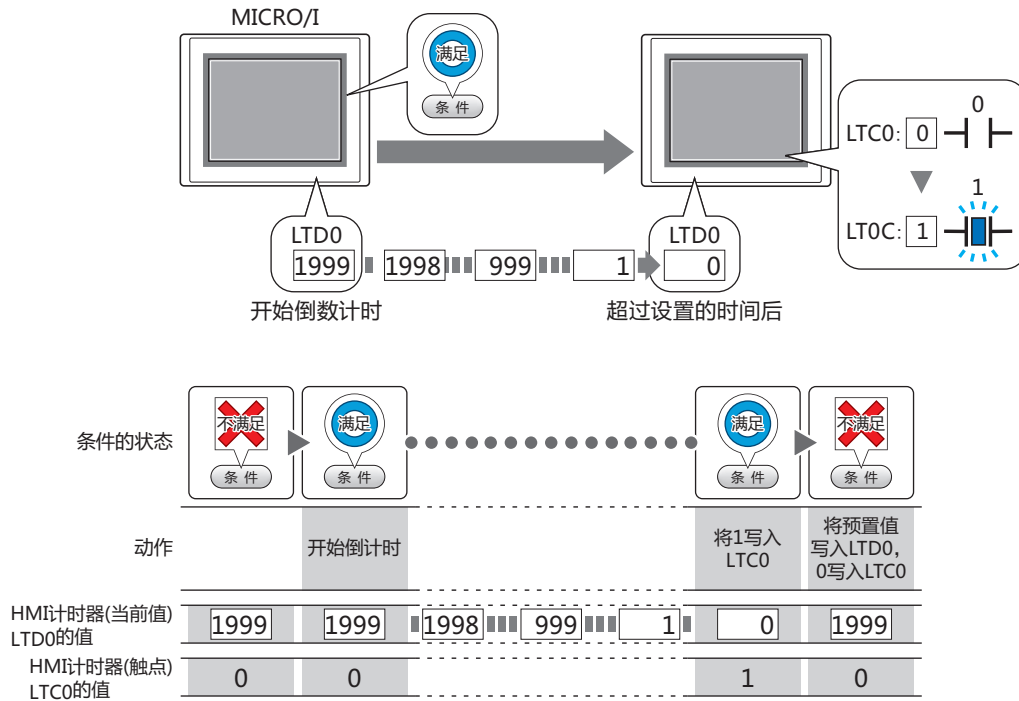 MICRO/I
满足
条 件
0
LTC0: 0
1
LT0C: 1
LTD0
LTD0
1999 1998 999 1 0
开始倒数计时
超过设置的时间后
条件的状态
不满足
条 件
满足
条 件
满足
条 件
不满足
条 件
动作
开始倒计时
将1写入
LTC0
将预置值
写入LTD0，
0写入LTC0
HMI计时器(当前值)
LTD0的值
1999 1999 1998 999 1 0 1999
HMI计时器(触点)
LTC0的值
0 0 1 0